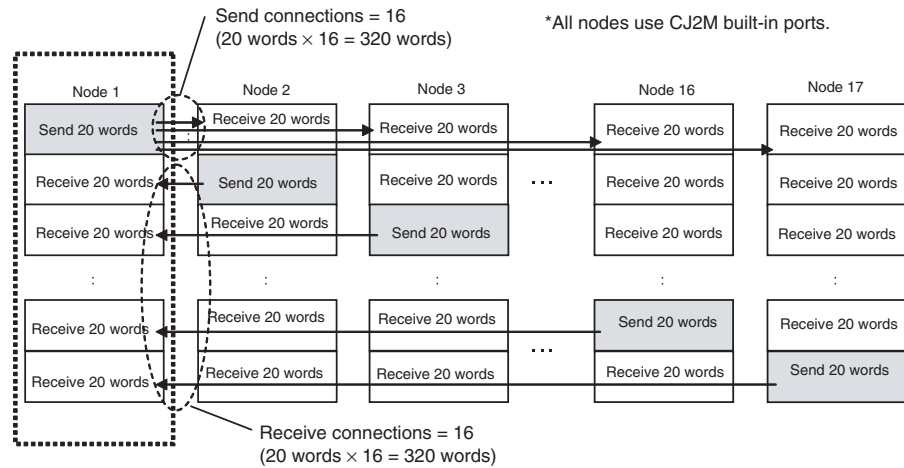 Send connections = 16
(20 words × 16 = 320 words)
*All nodes use CJ2M built-in ports.
Node 1 Node 2 Node 3 Node 16 Node 17
Send 20 words Receive 20 words Receive 20 words Receive 20 words Receive 20 words
Receive 20 words Send 20 words Receive 20 words ... Receive 20 words Receive 20 words
Receive 20 words Receive 20 words Send 20 words Receive 20 words Receive 20 words
: : : : :
Receive 20 words Receive 20 words Receive 20 words Send 20 words Receive 20 words
...
Receive 20 words Receive 20 words Receive 20 words Receive 20 words Send 20 words
Receive connections = 16
(20 words × 16 = 320 words)